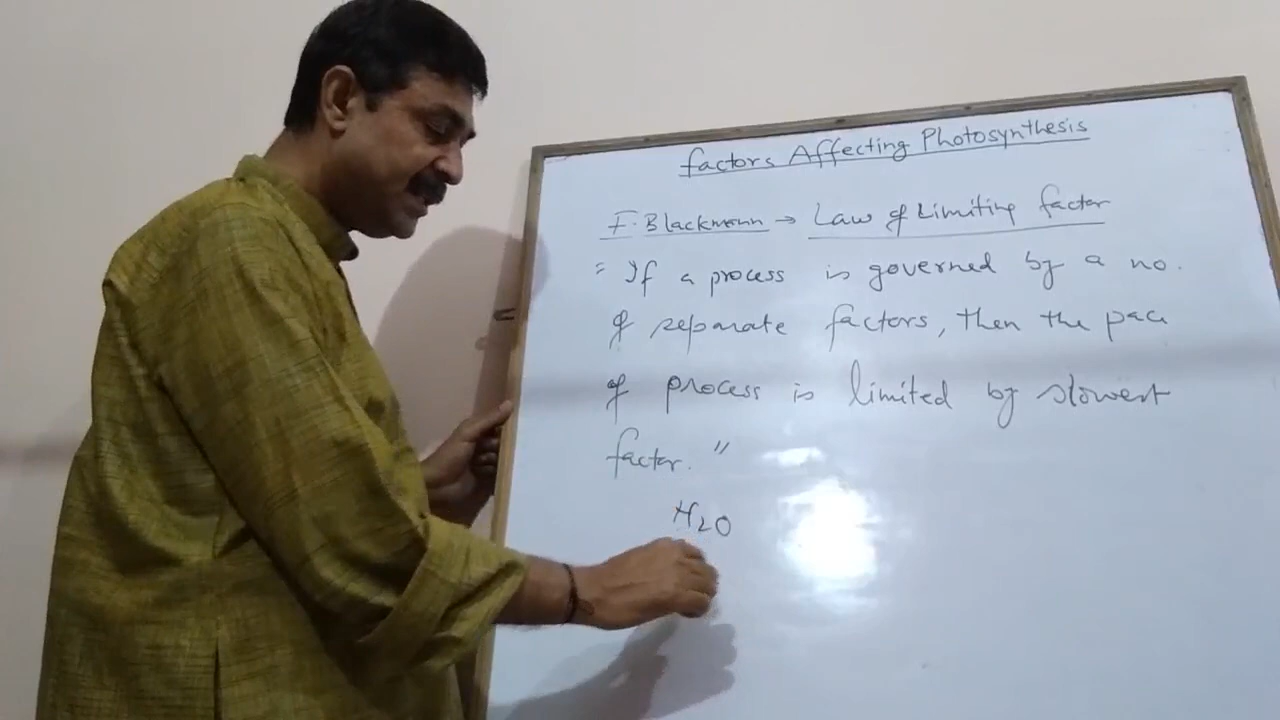 Factors Affecting Photosynthesis
F. Blackmann → Law of Limiting factor
" If a process is governed by a no.
of separate factors, then the pace
of process is limited by slowest
factor. "
H2O